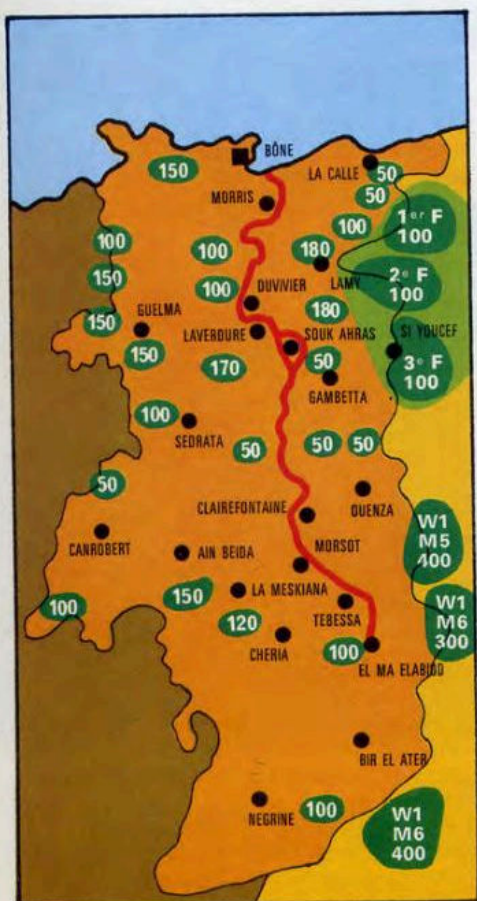 BÔNE
150
LA CALLE
50
50
MORRIS
1er F
100
100
100
100
180
LAMY
2e F
100
150
100
DUVIVIER
180
GUELMA
150
LAVERDURE
SOUK AHRAS
SI YOUCEF
150
170
50
3e F
100
GAMBETTA
100
SEDRATA
50
50
50
50
CLAIREFONTAINE
OUENZA
CANROBERT
AIN BEIDA
MORSOT
W1
M5
400
150
LA MESKIANA
100
120
TEBESSA
W1
M6
300
CHERIA
100
EL MA ELABIOD
BIR EL ATER
NEGRINE
100
W1
M6
400